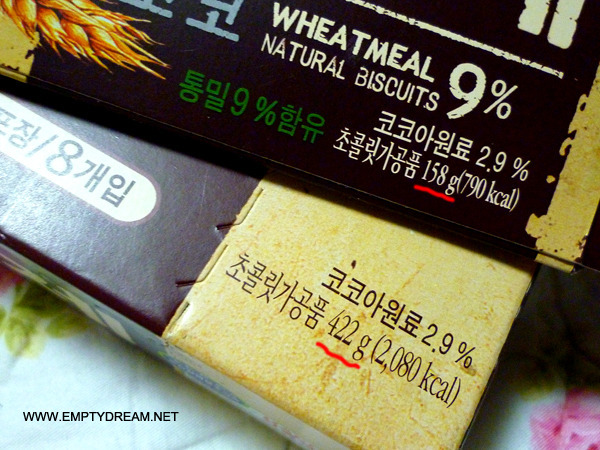 초코
WHEATMEAL
NATURAL BISCUITS 9%
통밀 9 %함유
코코아원료 2.9 %
초콜릿가공품 158 g(790 kcal)
포장/8개입
코코아원료 2.9 %
초콜릿가공품 422 g (2,080 kcal)
WWW.EMPTYDREAM.NET